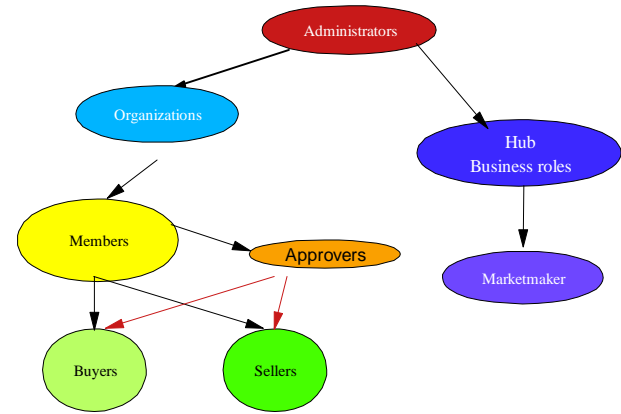 Administrators
Organizations
Hub
Business roles
Members
Approvers
Marketmaker
Buyers
Sellers